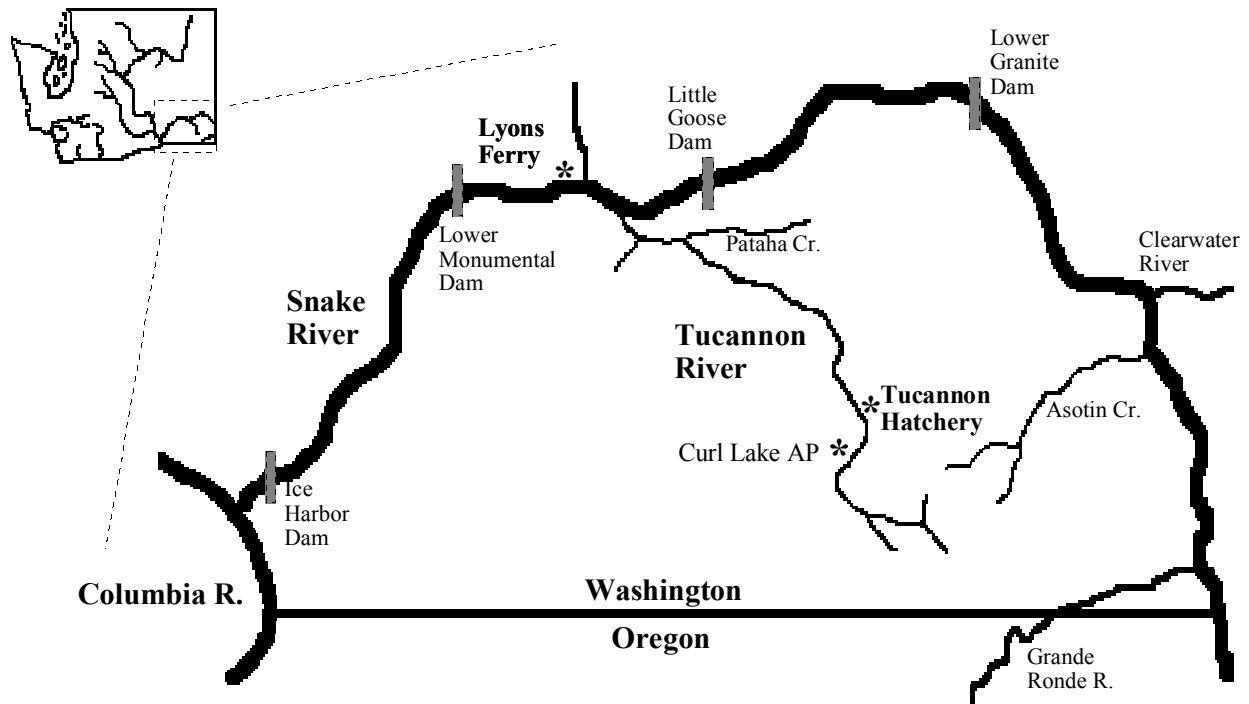 Lower
Granite
Dam
Little
Goose
Dam
Lyons
Ferry
*
Lower
Monumental
Dam
Pataha Cr.
Clearwater
River
Snake
River
Tucannon
River
*
Tucannon
Hatchery
Asotin Cr.
Curl Lake AP *
Ice
Harbor
Dam
Columbia R.
Washington
Oregon
Grande
Ronde R.